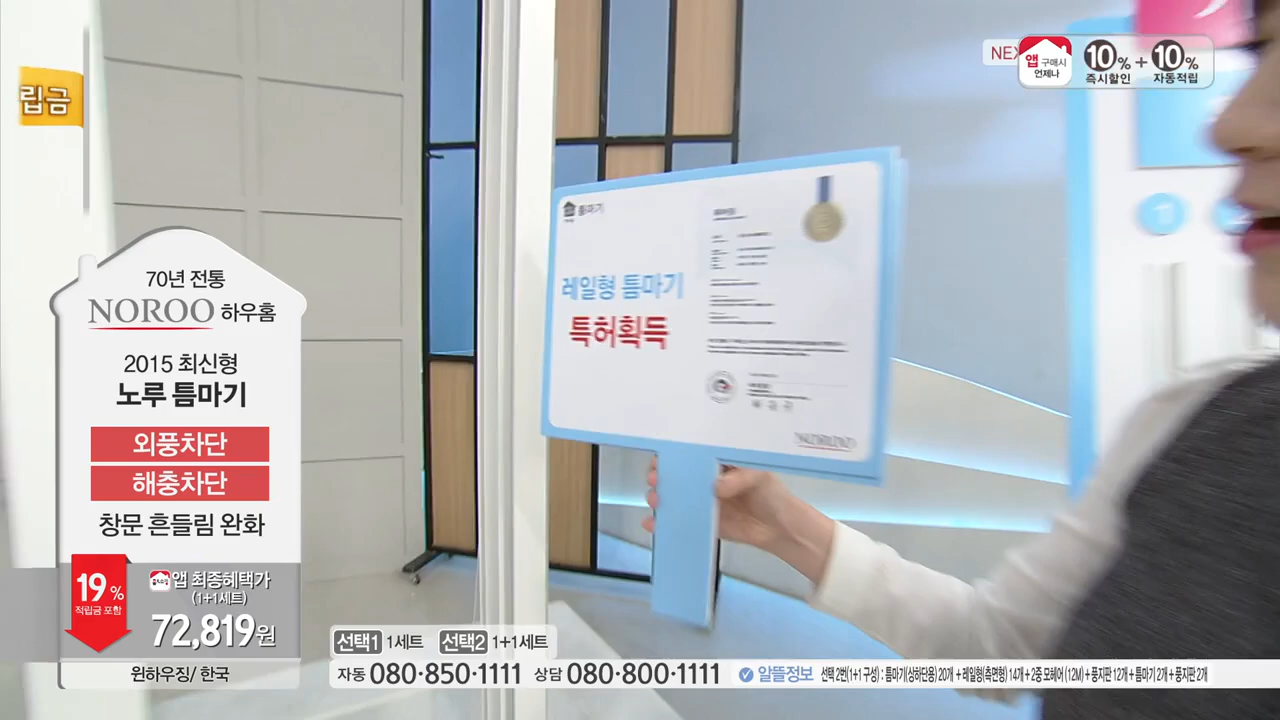 립금
NEX
앱 구매시
언제나
10% + 10%
즉시할인 자동적립
70년 전통
NOROO 하우홈
2015 최신형
노루 틈마기
외풍차단
해충차단
창문 흔들림 완화
19%
적립금 포함
앱 최종혜택가
(1+1세트)
72,819원
윈하우징/ 한국
틈마기
레일형 틈마기
특허획득
NOROO
선택1 1세트 선택2 1+1세트
자동 080·850·1111 상담 080·800·1111
알뜰정보 선택 2번(1+1 구성) : 틈마기(상하단용) 20개 + 레일형(측면형) 14개 + 2중 모헤어 (12M) + 풍지판 12개 + 틈마기 2개 + 풍지판 2개